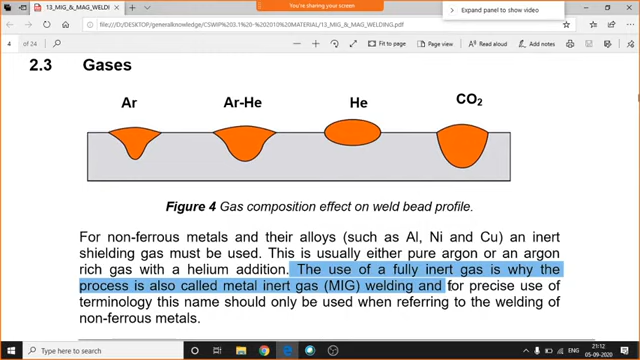 You're sharing your screen
13_MIG_&_MAG_WELDING.pdf
Expand panel to show video
file:///D:/DESKTOP/generalknowledge/CSWIP%203.1%20-%202010%20MATERIAL/13_MIG_&_MAG_WELDING.pdf
4 of 24
Fit to page
Page view
Read aloud
Add notes
2.3 Gases
Ar
Ar-He
He
CO2
Figure 4 Gas composition effect on weld bead profile.
For non-ferrous metals and their alloys (such as Al, Ni and Cu) an inert
shielding gas must be used. This is usually either pure argon or an argon
rich gas with a helium addition. The use of a fully inert gas is why the
process is also called metal inert gas (MIG) welding and for precise use of
terminology this name should only be used when referring to the welding of
non-ferrous metals.
ENG
21:12
05-09-2020